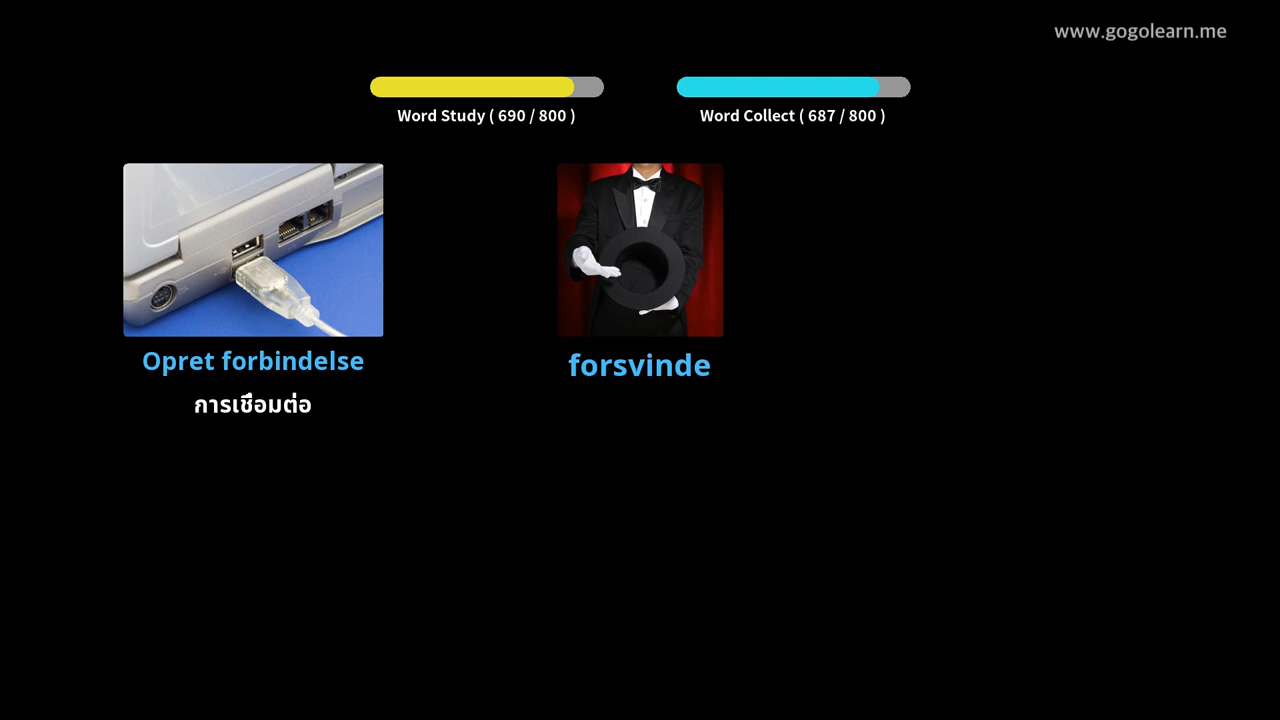 www.gogolearn.me
Word Study ( 690 / 800 )
Word Collect ( 687 / 800 )
Opret forbindelse
การเชื่อมต่อ
forsvinde